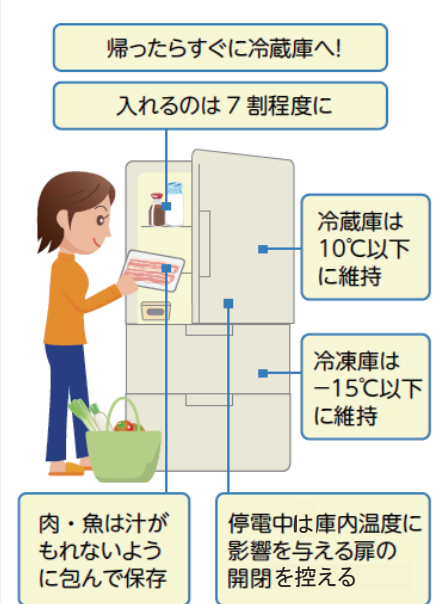 帰ったらすぐに冷蔵庫へ!
入れるのは7割程度に
冷蔵庫は
10℃以下
に維持
冷凍庫は
−15℃以下
に維持
肉・魚は汁が
もれないよう
に包んで保存
停電中は庫内温度に
影響を与える扉の
開閉を控える